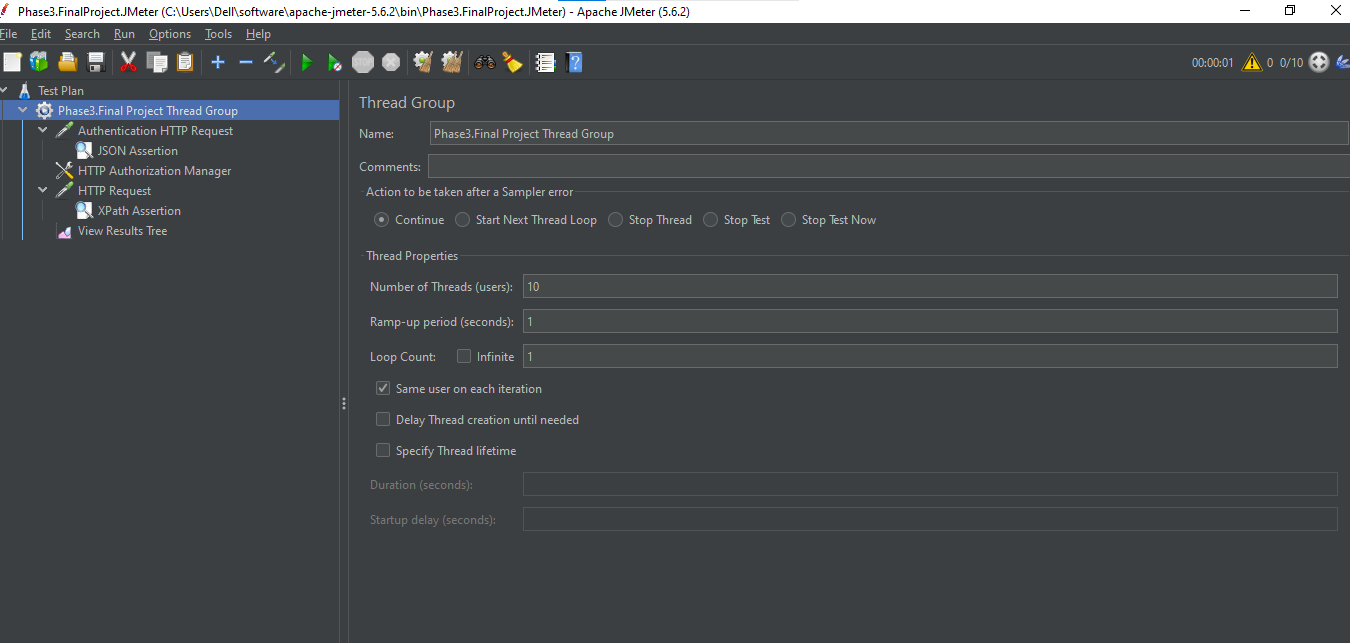 Phase3.FinalProject.JMeter (C:\Users\Dell\software\apache-jmeter-5.6.2\bin\Phase3.FinalProject.JMeter) - Apache JMeter (5.6.2)
File Edit Search Run Options Tools Help
STOP 00:00:01 0 0/10
Test Plan
Phase3.Final Project Thread Group
Authentication HTTP Request
JSON Assertion
HTTP Authorization Manager
HTTP Request
XPath Assertion
View Results Tree
Thread Group
Name: Phase3.Final Project Thread Group
Comments:
Action to be taken after a Sampler error
Continue Start Next Thread Loop Stop Thread Stop Test Stop Test Now
Thread Properties
Number of Threads (users): 10
Ramp-up period (seconds): 1
Loop Count: Infinite 1
Same user on each iteration
Delay Thread creation until needed
Specify Thread lifetime
Duration (seconds):
Startup delay (seconds):